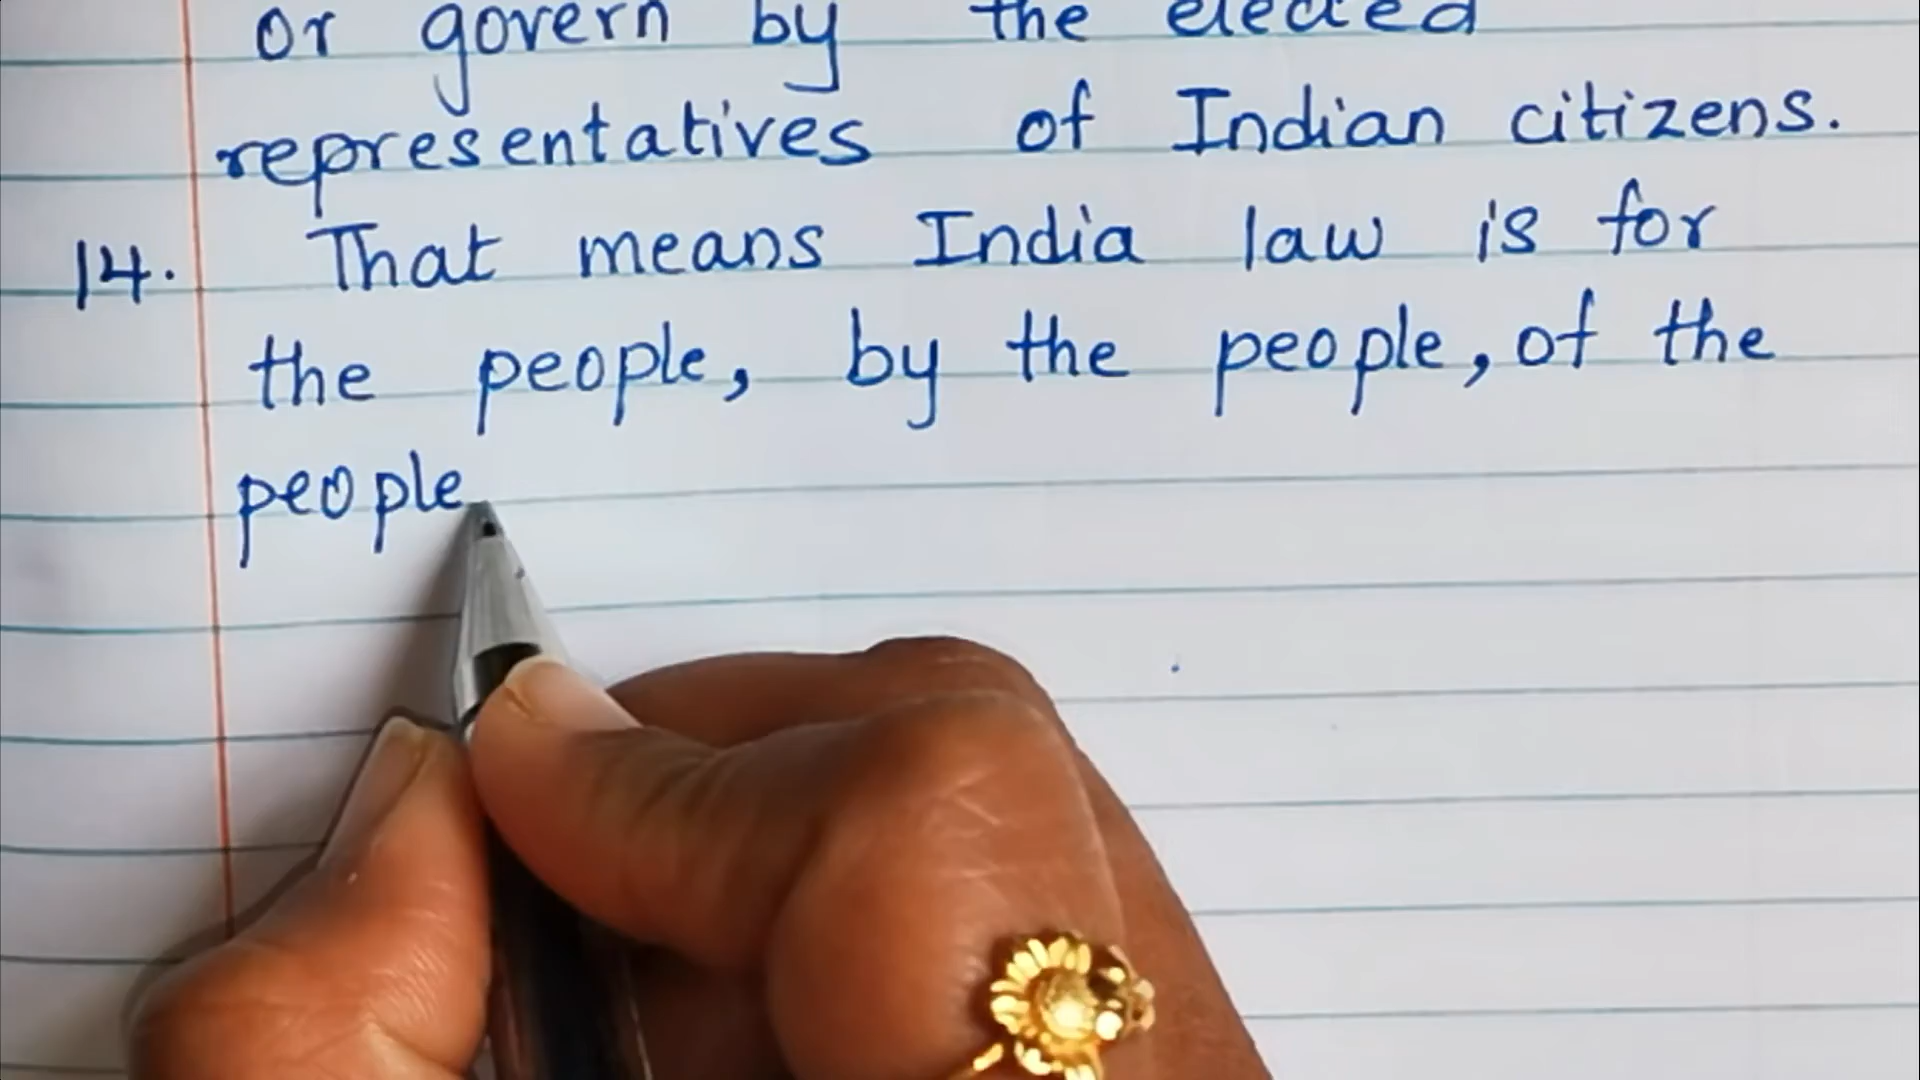 or govern by the elected
representatives of Indian citizens.
14. That means India law is for
the people, by the people, of the
people